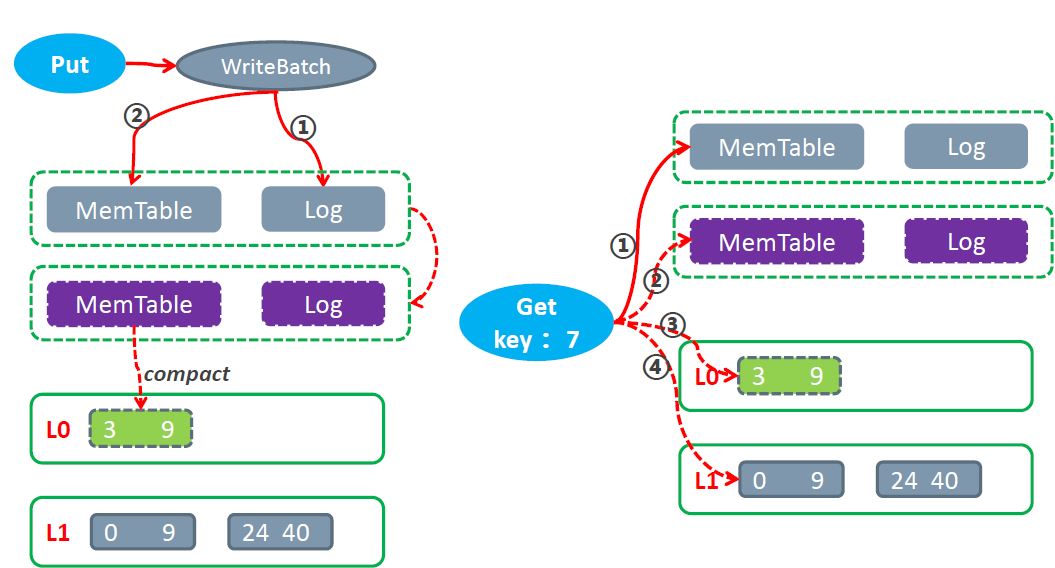 Put
WriteBatch
②
①
MemTable
Log
MemTable
Log
compact
L0
3 9
L1
0 9
24 40
MemTable
Log
MemTable
Log
①
②
Get
key： 7
③
④
L0
3 9
L1
0 9
24 40